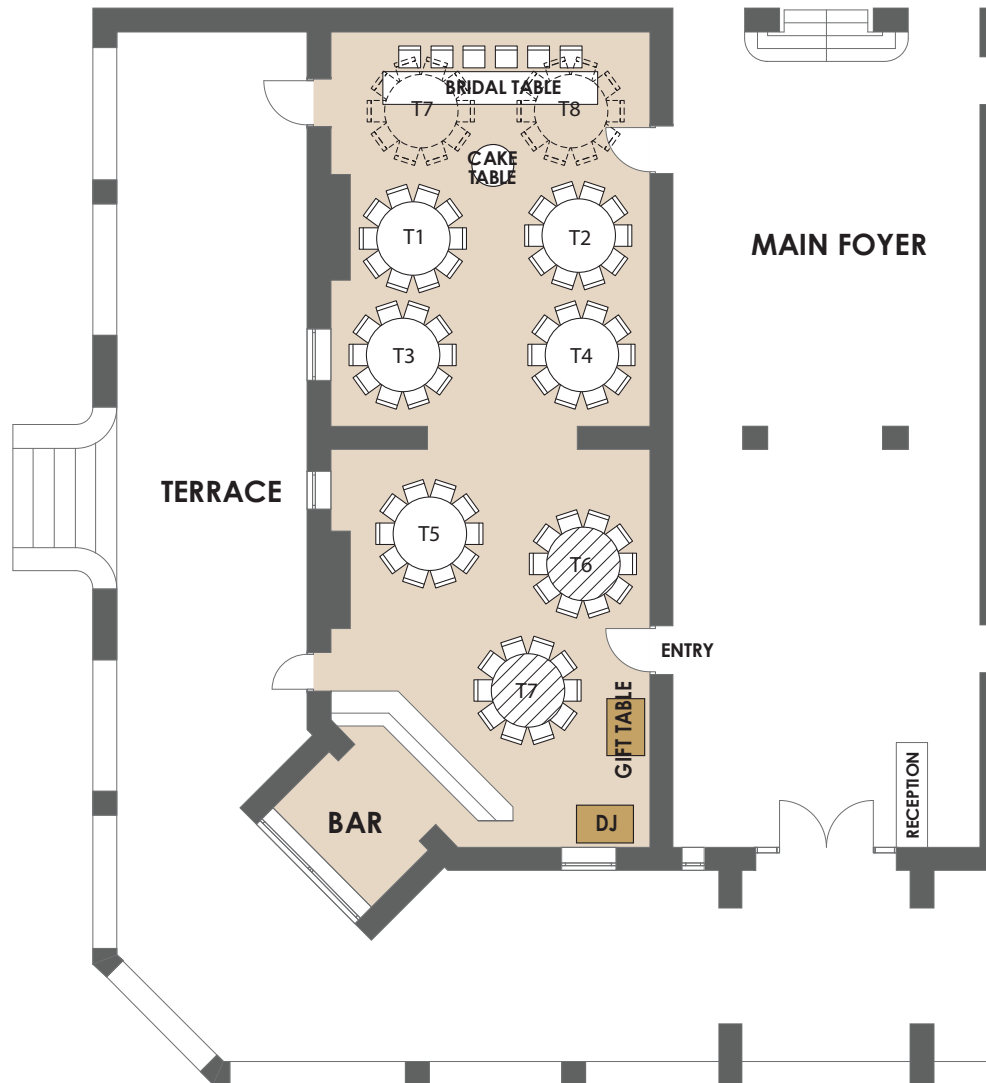 BRIDAL TABLE
T7
T8
CAKE
TABLE
T1
T2
MAIN FOYER
T3
T4
TERRACE
T5
T6
ENTRY
T7
GIFT TABLE
BAR
DJ
RECEPTION